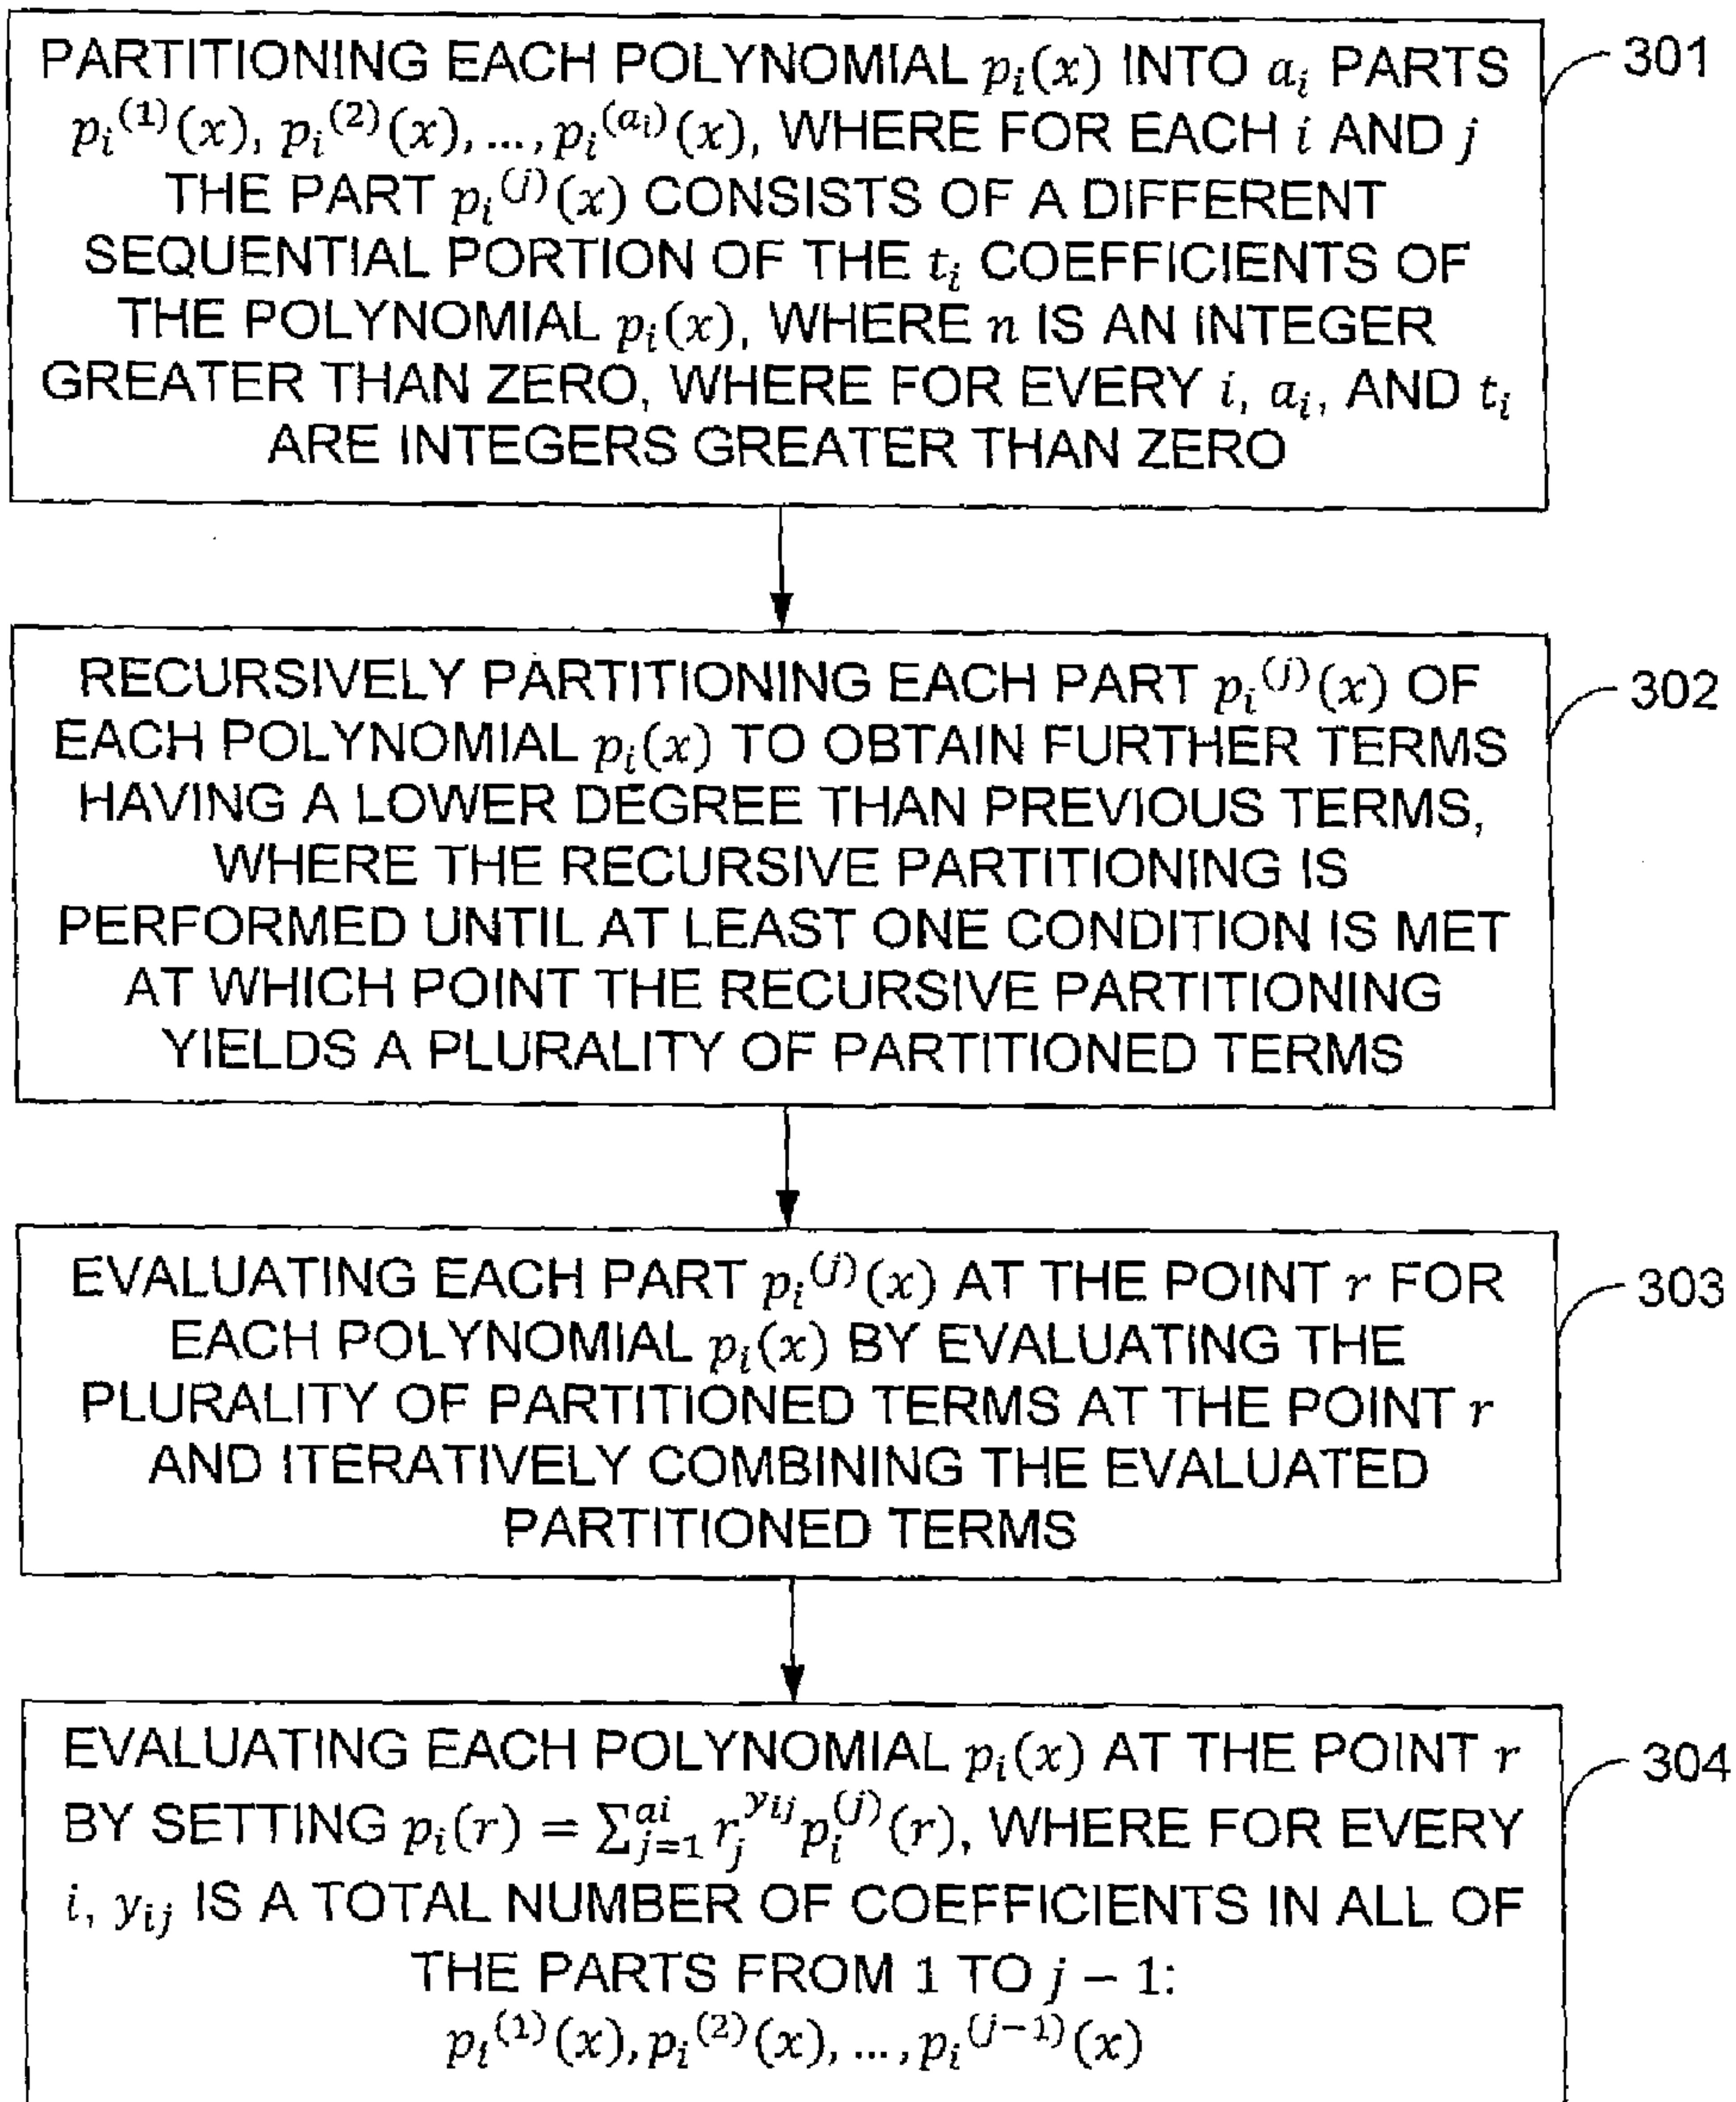 PARTITIONING EACH POLYNOMIAL pᵢ(x) INTO aᵢ PARTS
pᵢ⁽¹⁾(x), pᵢ⁽²⁾(x), ..., pᵢ⁽ᵃⁱ⁾(x), WHERE FOR EACH i AND j
THE PART pᵢ⁽ʲ⁾(x) CONSISTS OF A DIFFERENT
SEQUENTIAL PORTION OF THE tᵢ COEFFICIENTS OF
THE POLYNOMIAL pᵢ(x), WHERE n IS AN INTEGER
GREATER THAN ZERO, WHERE FOR EVERY i, aᵢ, AND tᵢ
ARE INTEGERS GREATER THAN ZERO
301
RECURSIVELY PARTITIONING EACH PART pᵢ⁽ʲ⁾(x) OF
EACH POLYNOMIAL pᵢ(x) TO OBTAIN FURTHER TERMS
HAVING A LOWER DEGREE THAN PREVIOUS TERMS,
WHERE THE RECURSIVE PARTITIONING IS
PERFORMED UNTIL AT LEAST ONE CONDITION IS MET
AT WHICH POINT THE RECURSIVE PARTITIONING
YIELDS A PLURALITY OF PARTITIONED TERMS
302
EVALUATING EACH PART pᵢ⁽ʲ⁾(x) AT THE POINT r FOR
EACH POLYNOMIAL pᵢ(x) BY EVALUATING THE
PLURALITY OF PARTITIONED TERMS AT THE POINT r
AND ITERATIVELY COMBINING THE EVALUATED
PARTITIONED TERMS
303
EVALUATING EACH POLYNOMIAL pᵢ(x) AT THE POINT r
BY SETTING pᵢ(r) = ∑_{j=1}^{ai} r_j^{y_{ij}} p_i^{(j)}(r), WHERE FOR EVERY
i, y_{ij} IS A TOTAL NUMBER OF COEFFICIENTS IN ALL OF
THE PARTS FROM 1 TO j − 1:
pᵢ⁽¹⁾(x), pᵢ⁽²⁾(x), ..., pᵢ⁽ʲ⁻¹⁾(x)
304